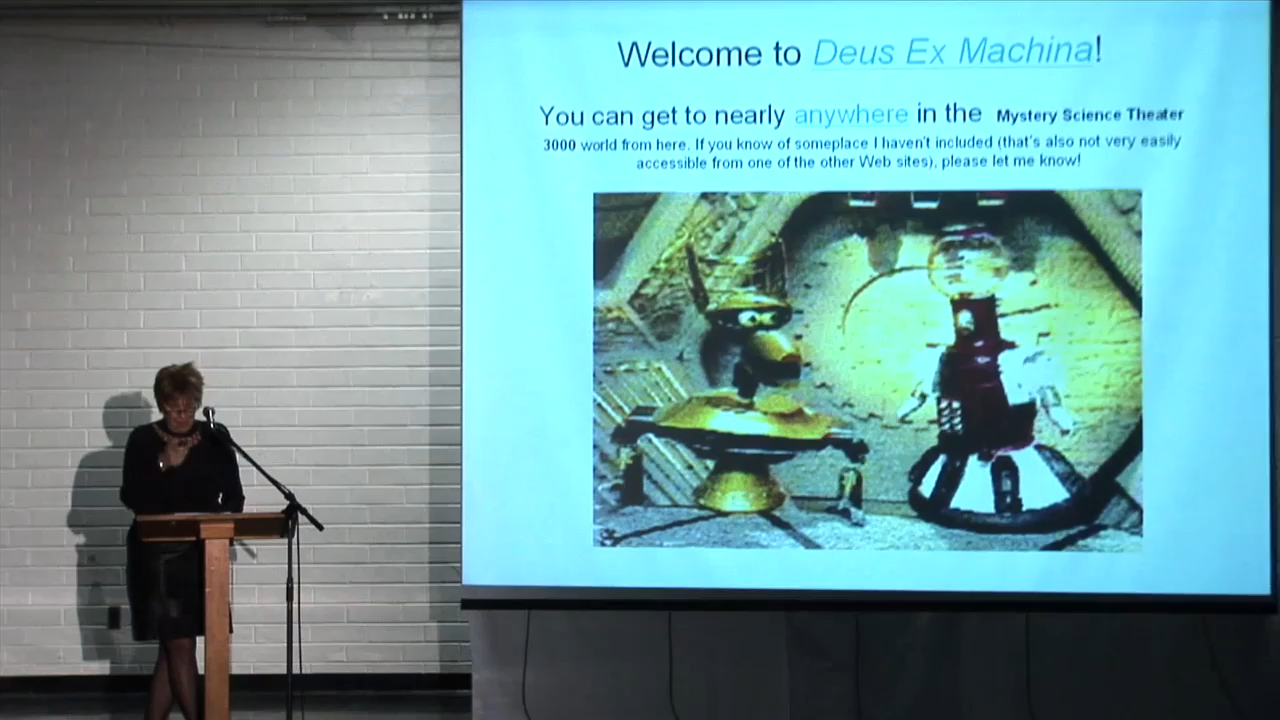 Welcome to Deus Ex Machina!
You can get to nearly anywhere in the Mystery Science Theater
3000 world from here. If you know of someplace I haven't included (that's also not very easily
accessible from one of the other Web sites), please let me know!